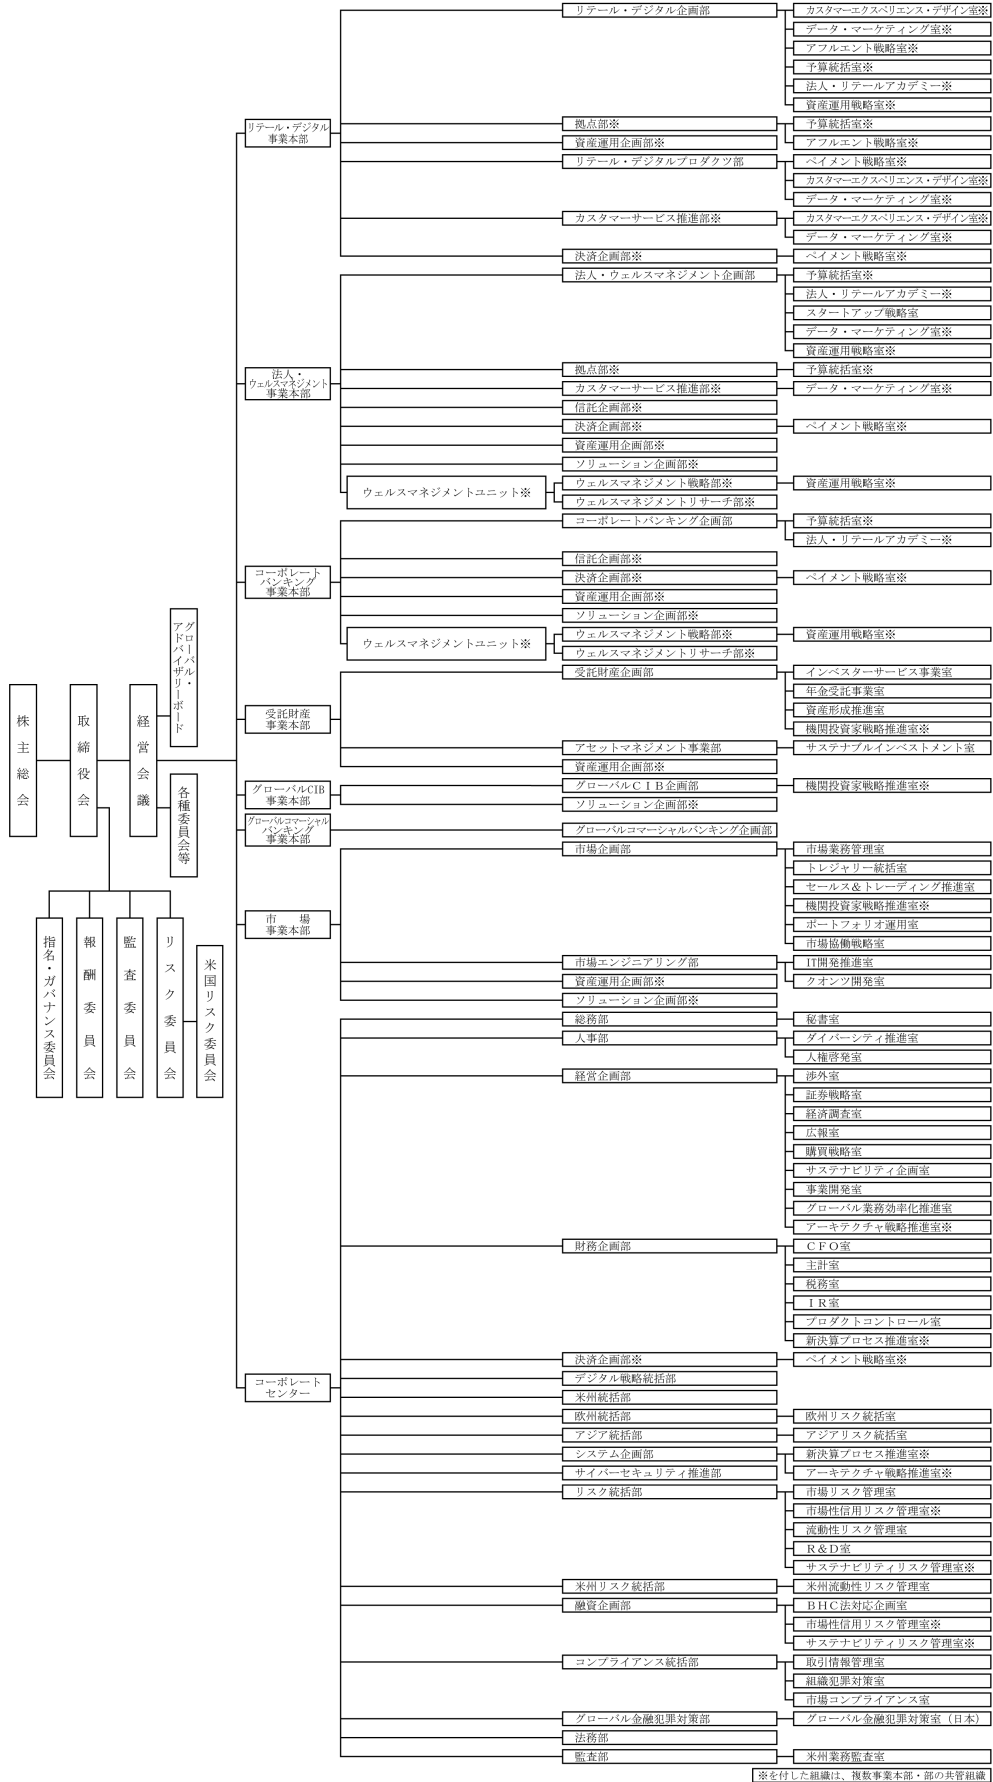 株主総会
取締役会
経営会議
グローバル・
アドバイザリーボード
各種委員会等
指名・ガバナンス委員会
報酬委員会
監査委員会
リスク委員会
米国リスク委員会
リテール・デジタル
事業本部
リテール・デジタル企画部
カスタマーエクスペリエンス・デザイン室※
データ・マーケティング室※
アフルエント戦略室※
予算統括室※
法人・リテールアカデミー※
資産運用戦略室※
拠点部※
予算統括室※
アフルエント戦略室※
資産運用企画部※
リテール・デジタルプロダクツ部
ペイメント戦略室※
カスタマーエクスペリエンス・デザイン室※
データ・マーケティング室※
カスタマーサービス推進部※
カスタマーエクスペリエンス・デザイン室※
データ・マーケティング室※
決済企画部※
ペイメント戦略室※
法人・
ウェルスマネジメント
事業本部
法人・ウェルスマネジメント企画部
予算統括室※
法人・リテールアカデミー※
スタートアップ戦略室
データ・マーケティング室※
資産運用戦略室※
拠点部※
予算統括室※
カスタマーサービス推進部※
データ・マーケティング室※
信託企画部※
決済企画部※
ペイメント戦略室※
資産運用企画部※
ソリューション企画部※
ウェルスマネジメントユニット※
ウェルスマネジメント戦略部※
資産運用戦略室※
ウェルスマネジメントリサーチ部※
コーポレート
バンキング
事業本部
コーポレートバンキング企画部
予算統括室※
法人・リテールアカデミー※
信託企画部※
決済企画部※
ペイメント戦略室※
資産運用企画部※
ソリューション企画部※
ウェルスマネジメントユニット※
ウェルスマネジメント戦略部※
資産運用戦略室※
ウェルスマネジメントリサーチ部※
受託財産
事業本部
受託財産企画部
インベスターサービス事業室
年金受託事業室
資産形成推進室
機関投資家戦略推進室※
アセットマネジメント事業部
サステナブルインベストメント室
資産運用企画部※
グローバルCIB
事業本部
グローバルＣＩＢ企画部
機関投資家戦略推進室※
ソリューション企画部※
グローバルコマーシャル
バンキング
事業本部
グローバルコマーシャルバンキング企画部
市　場
事業本部
市場企画部
市場業務管理室
トレジャリー統括室
セールス＆トレーディング推進室
機関投資家戦略推進室※
ポートフォリオ運用室
市場協働戦略室
市場エンジニアリング部
IT開発推進室
クオンツ開発室
資産運用企画部※
ソリューション企画部※
コーポレート
センター
総務部
秘書室
人事部
ダイバーシティ推進室
人権啓発室
経営企画部
渉外室
証券戦略室
経済調査室
広報室
購買戦略室
サステナビリティ企画室
事業開発室
グローバル業務効率化推進室
アーキテクチャ戦略推進室※
財務企画部
ＣＦＯ室
主計室
税務室
ＩＲ室
プロダクトコントロール室
新決算プロセス推進室※
決済企画部※
ペイメント戦略室※
デジタル戦略統括部
米州統括部
欧州統括部
欧州リスク統括室
アジア統括部
アジアリスク統括室
システム企画部
新決算プロセス推進室※
アーキテクチャ戦略推進室※
サイバーセキュリティ推進部
リスク統括部
市場リスク管理室
市場性信用リスク管理室※
流動性リスク管理室
Ｒ＆Ｄ室
サステナビリティリスク管理室※
米州リスク統括部
米州流動性リスク管理室
融資企画部
ＢＨＣ法対応企画室
市場性信用リスク管理室※
サステナビリティリスク管理室※
コンプライアンス統括部
取引情報管理室
組織犯罪対策室
市場コンプライアンス室
グローバル金融犯罪対策部
グローバル金融犯罪対策室（日本）
法務部
監査部
米州業務監査室
※を付した組織は、複数事業本部・部の共管組織